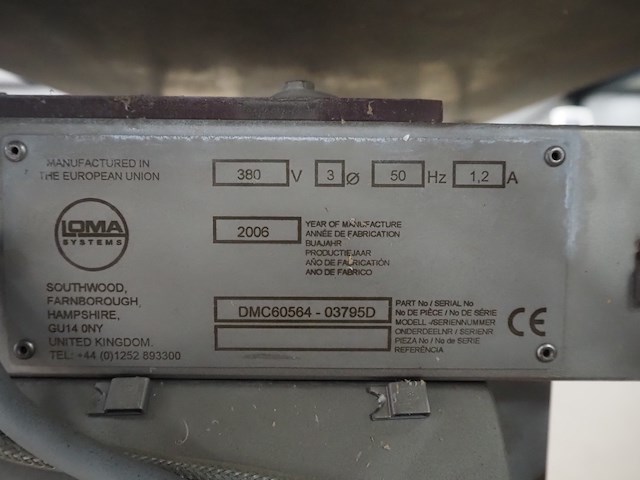 MANUFACTURED IN
THE EUROPEAN UNION
380 V 3 Ø 50 Hz 1,2 A
LOMA
SYSTEMS
2006
YEAR OF MANUFACTURE
ANNÉE DE FABRICATION
BUAJAHR
PRODUCTIEJAAR
AÑO DE FALRICATIÓN
ANO DE FABRICO
SOUTHWOOD,
FARNBOROUGH,
HAMPSHIRE,
GU14 0NY
UNITED KINGDOM.
TEL: +44 (0)1252 893300
DMC60564 - 03795D
PART No / SERIAL No
No DE PIÈCE / No DE SÉRIE
MODELL -/SERIENNUMMER
ONDERDEELNR / SERIENR
PIEZA No / No de SERIE
REFERÊNCIA
CE